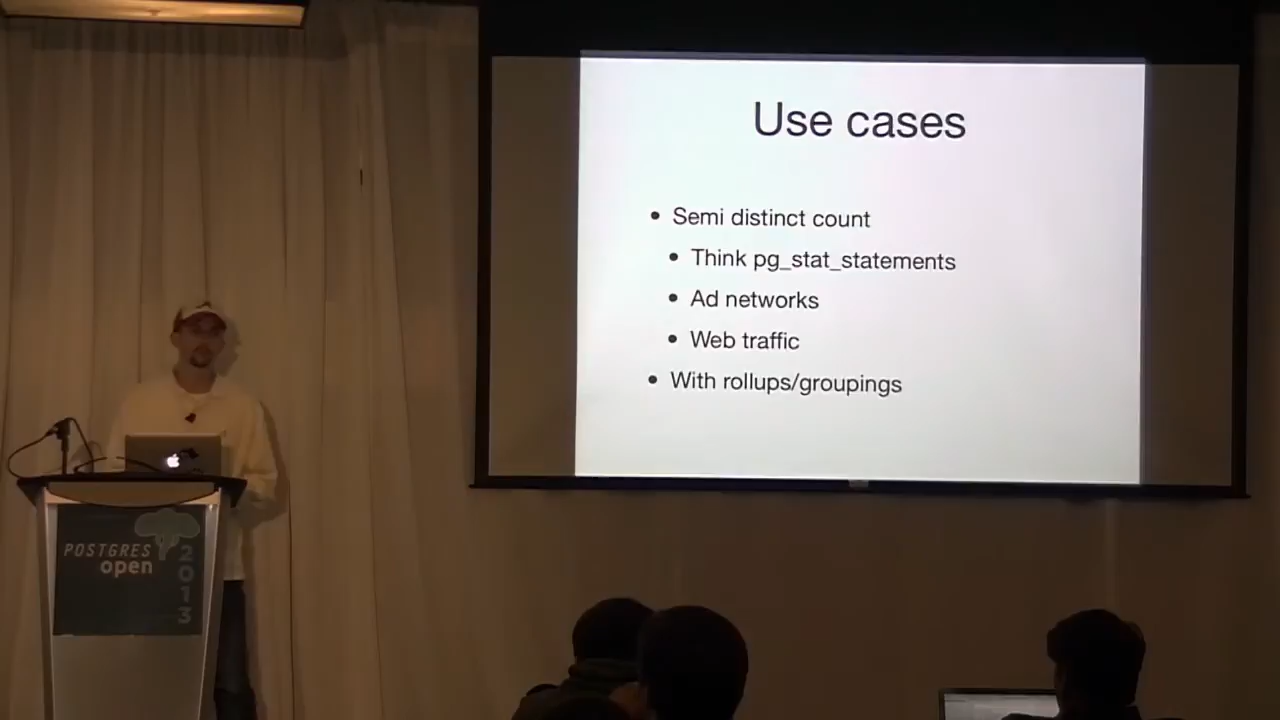 Use cases
• Semi distinct count
• Think pg_stat_statements
• Ad networks
• Web traffic
• With rollups/groupings
POSTGRES
open
2013